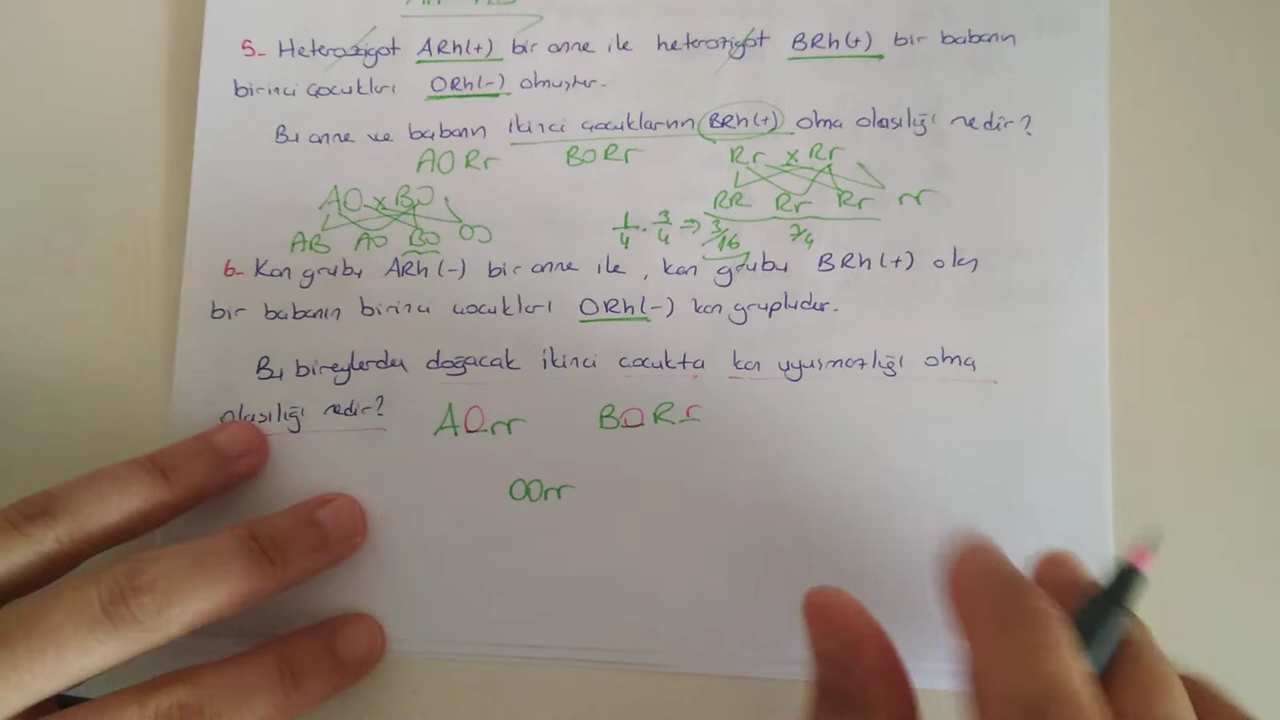 5- Heterozigot ARh(+) bir anne ile heterozigot BRh(+) bir babanın
birinci çocukları ORh(-) olmuştur.
Bu anne ve babanın ikinci çocuklarının BRh(+) olma olasılığı nedir?
AORr BORr Rr x Rr
AO x BO RR Rr Rr rr
AB AO BO OO 1/4 . 3/4 ⇒ 3/16 3/4
6- Kan grubu ARh(-) bir anne ile, kan grubu BRh(+) olan
bir babanın birinci çocukları ORh(-) kan grupludur.
Bu bireylerden doğacak ikinci çocukta kan uyuşmazlığı olma
olasılığı nedir? AOrr BORr
OOrr